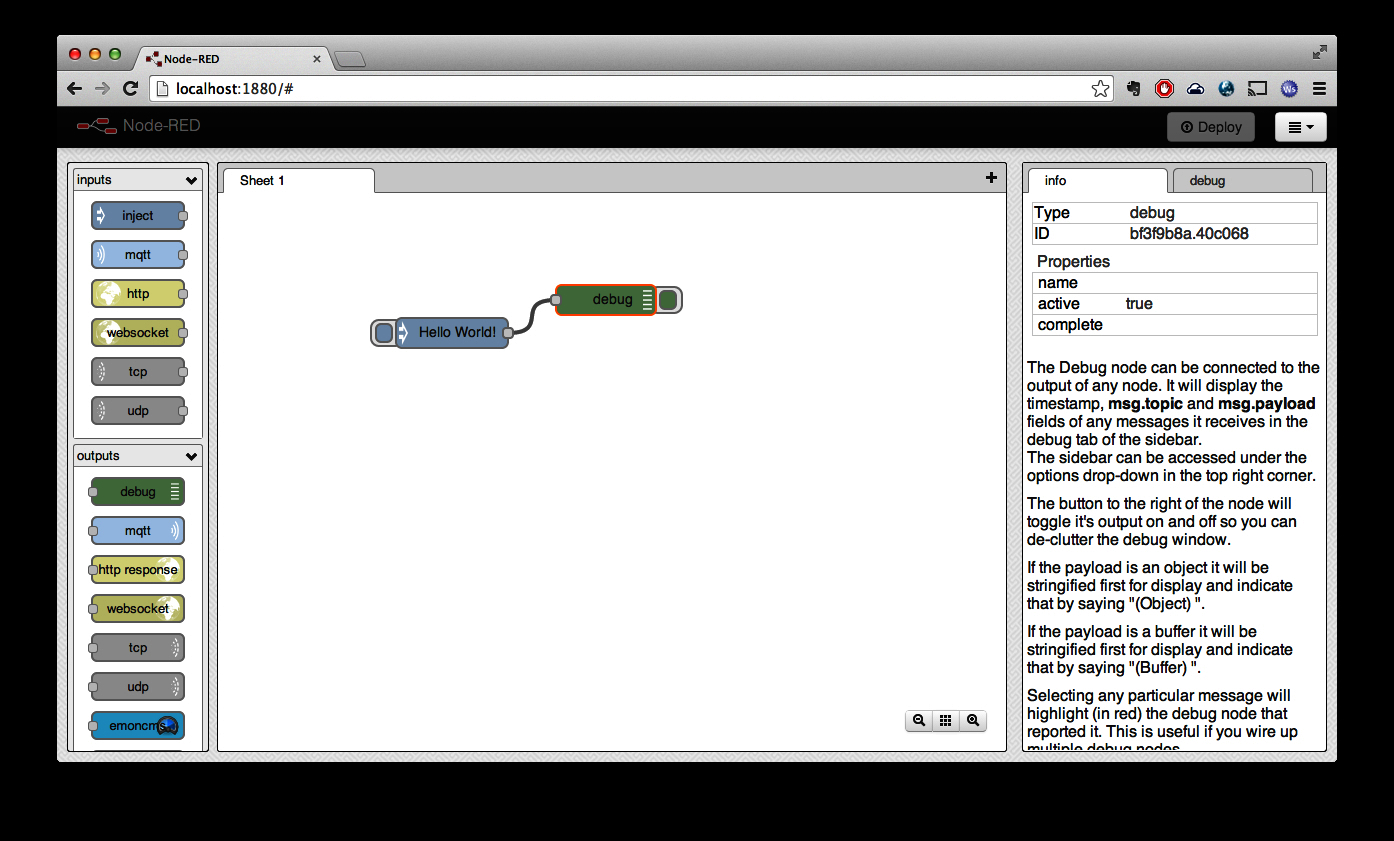 Node-RED
localhost:1880/#
Node-RED
Deploy
inputs
inject
mqtt
http
websocket
tcp
udp
outputs
debug
mqtt
http response
websocket
tcp
udp
emoncms
Sheet 1
Hello World!
debug
info
debug
Type debug
ID bf3f9b8a.40c068
Properties
name
active true
complete
The Debug node can be connected to the
output of any node. It will display the
timestamp, msg.topic and msg.payload
fields of any messages it receives in the
debug tab of the sidebar.
The sidebar can be accessed under the
options drop-down in the top right corner.
The button to the right of the node will
toggle it's output on and off so you can
de-clutter the debug window.
If the payload is an object it will be
stringified first for display and indicate
that by saying "(Object) ".
If the payload is a buffer it will be
stringified first for display and indicate
that by saying "(Buffer) ".
Selecting any particular message will
highlight (in red) the debug node that
reported it. This is useful if you wire up
multiple debug nodes.